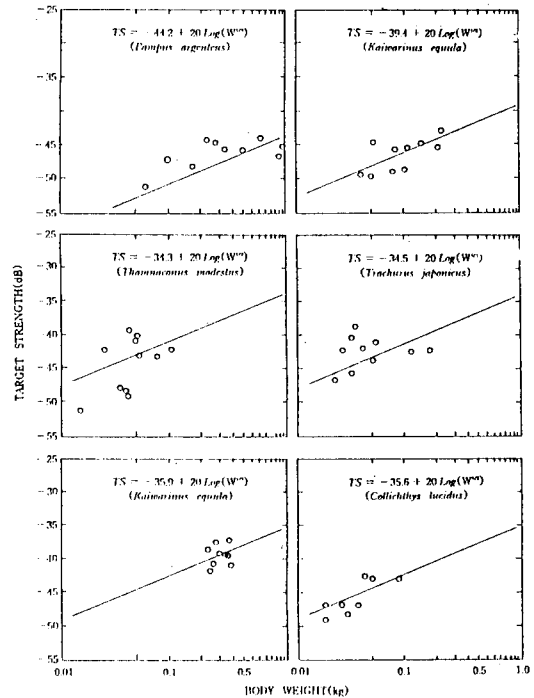 TS = −44.2 + 20 Log(W
(Pampus argenteus)
TS = −39.4 + 20 Log(W
(Kaiwarinus equula)
−25
−35
−45
−50
−55
TS = −34.3 + 20 Log(W
(Thamnaconus modestus)
TS = −34.5 + 20 Log(W
(Trachurus japonicus)
−25
−30
−35
−40
−45
−50
−55
TARGET STRENGTH(dB)
TS = −35.9 + 20 Log(W
(Kaiwarinus equula)
TS = −35.6 + 20 Log(W
(Collichthys lucidus)
−25
−35
−40
−45
−50
−55
0.01 0.1 0.5 0.01 0.1 0.5 1.0
BODY WEIGHT(kg)